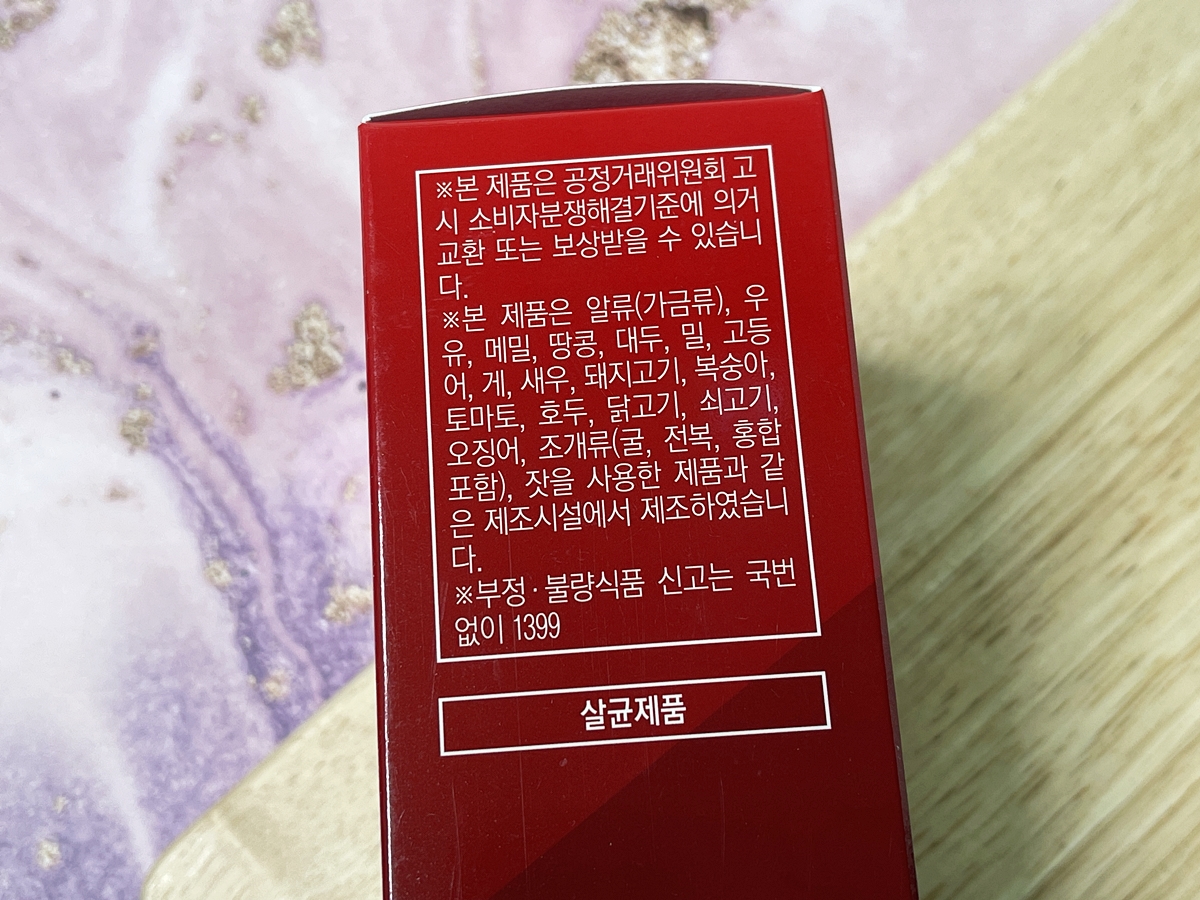 ※본 제품은 공정거래위원회 고
시 소비자분쟁해결기준에 의거
교환 또는 보상받을 수 있습니
다.
※본 제품은 알류(가금류), 우
유, 메밀, 땅콩, 대두, 밀, 고등
어, 게, 새우, 돼지고기, 복숭아,
토마토, 호두, 닭고기, 쇠고기,
오징어, 조개류(굴, 전복, 홍합
포함), 잣을 사용한 제품과 같
은 제조시설에서 제조하였습니
다.
※부정·불량식품 신고는 국번
없이 1399
살균제품